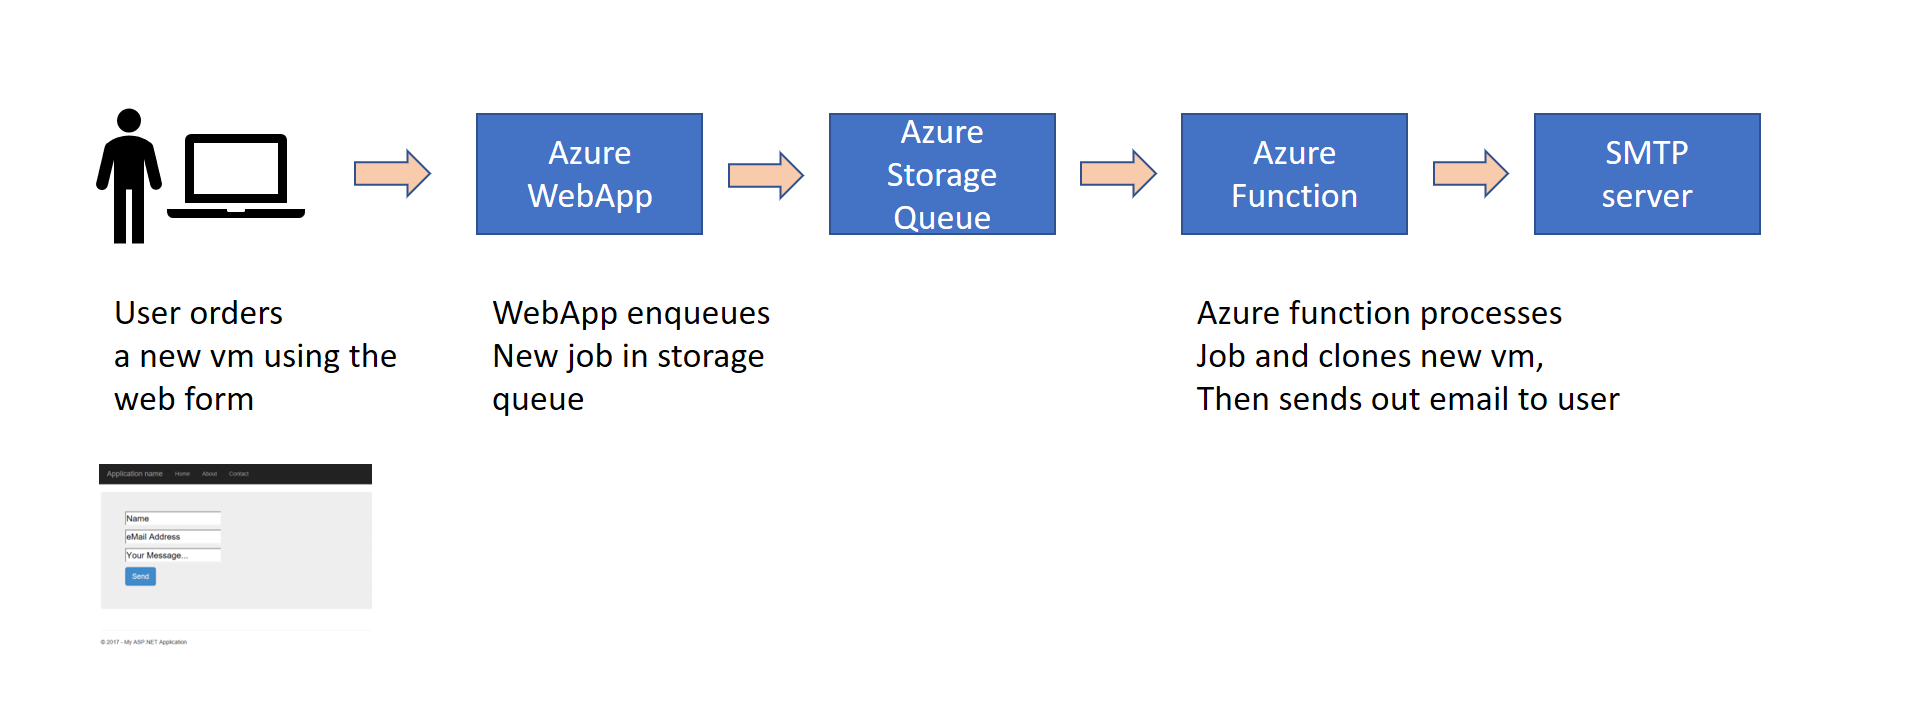 Azure
WebApp
Azure
Storage
Queue
Azure
Function
SMTP
server
User orders
a new vm using the
web form
WebApp enqueues
New job in storage
queue
Azure function processes
Job and clones new vm,
Then sends out email to user
Application name Home About Contact
Name
eMail Address
Your Message...
Send
© 2017 - My ASP.NET Application